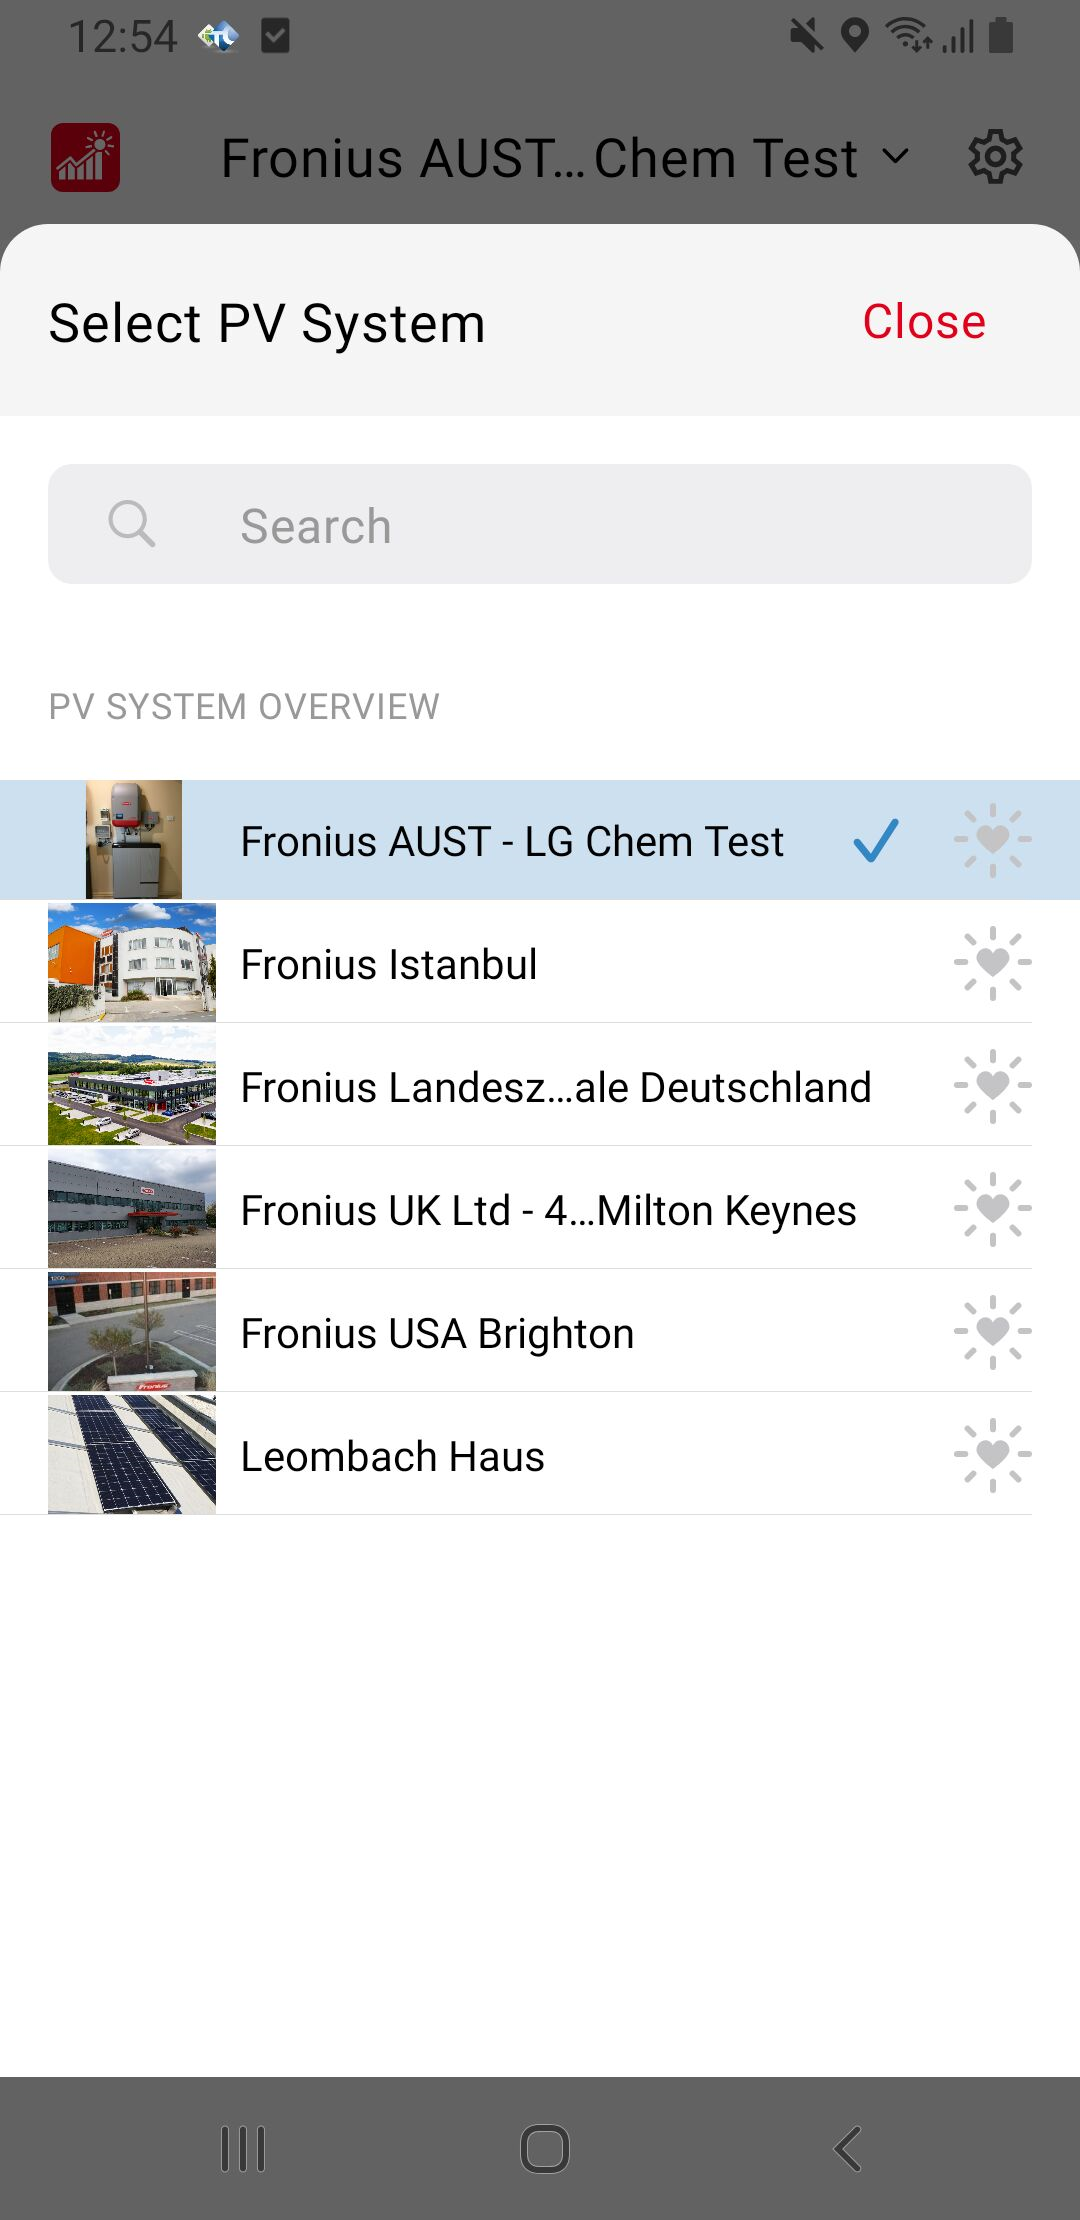 12:54
Fronius AUST...Chem Test
Select PV System
Close
Search
PV SYSTEM OVERVIEW
Fronius AUST - LG Chem Test
Fronius Istanbul
Fronius Landesz...ale Deutschland
Fronius UK Ltd - 4...Milton Keynes
Fronius USA Brighton
Leombach Haus